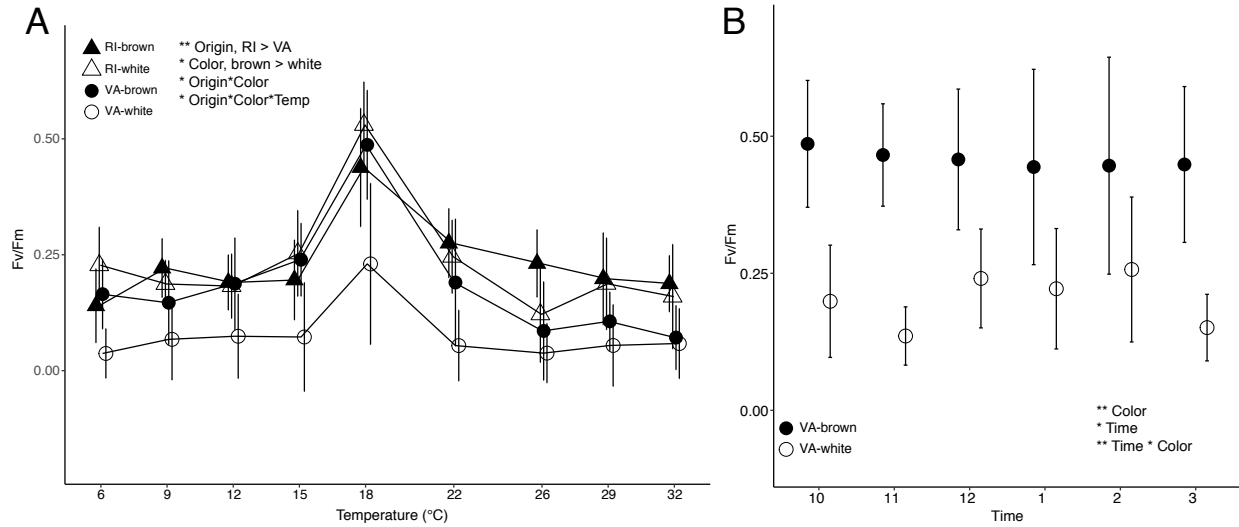 A
RI-brown
RI-white
VA-brown
VA-white
** Origin, RI > VA
* Color, brown > white
* Origin*Color
* Origin*Color*Temp
Fv/Fm
0.50
0.25
0.00
6 9 12 15 18 22 26 29 32
Temperature (°C)
B
Fv/Fm
0.50
0.25
0.00
VA-brown
VA-white
** Color
* Time
** Time * Color
10 11 12 1 2 3
Time